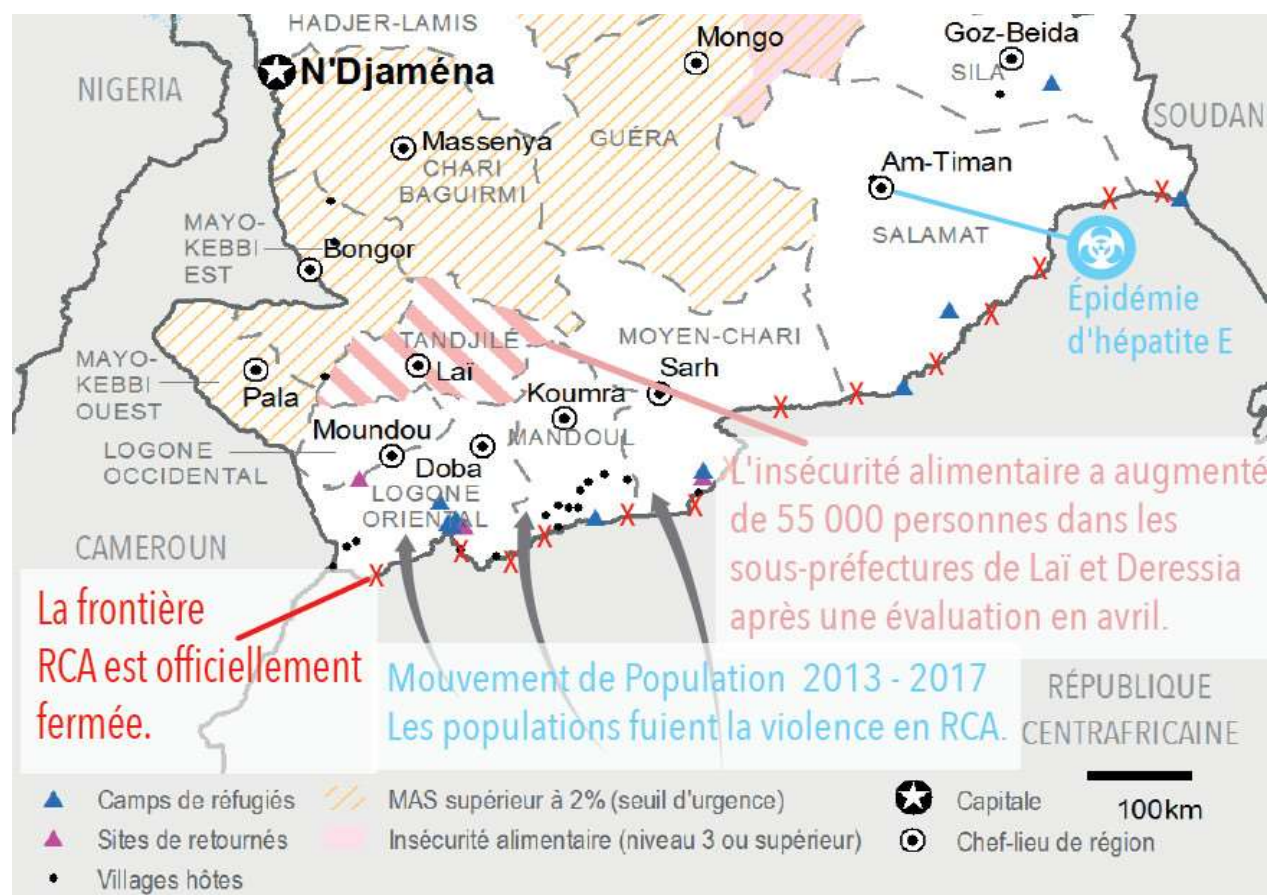 HADJER-LAMIS
Mongo
Goz-Beida
SILA
N'Djaména
NIGERIA
SOUDAN
Massenya
CHARI
BAGUIRMI
GUÉRA
Am-Timan
SALAMAT
MAYO-
KEBBI
EST
Bongor
Épidémie
d'hépatite E
TANDJILÉ
Laï
MOYEN-CHARI
Sarh
MAYO-
KEBBI
OUEST
Pala
Koumra
MANDOUL
Moundou
Doba
LOGONE
OCCIDENTAL
LOGONE
ORIENTAL
CAMEROUN
L'insécurité alimentaire a augmenté
de 55 000 personnes dans les
sous-préfectures de Laï et Deressia
après une évaluation en avril.
La frontière
RCA est officiellement
fermée.
Mouvement de Population 2013 - 2017
Les populations fuient la violence en RCA.
RÉPUBLIQUE
CENTRAFRICAINE
Camps de réfugiés
MAS supérieur à 2% (seuil d'urgence)
Capitale
100km
Sites de retournés
Insécurité alimentaire (niveau 3 ou supérieur)
Chef-lieu de région
Villages hôtes